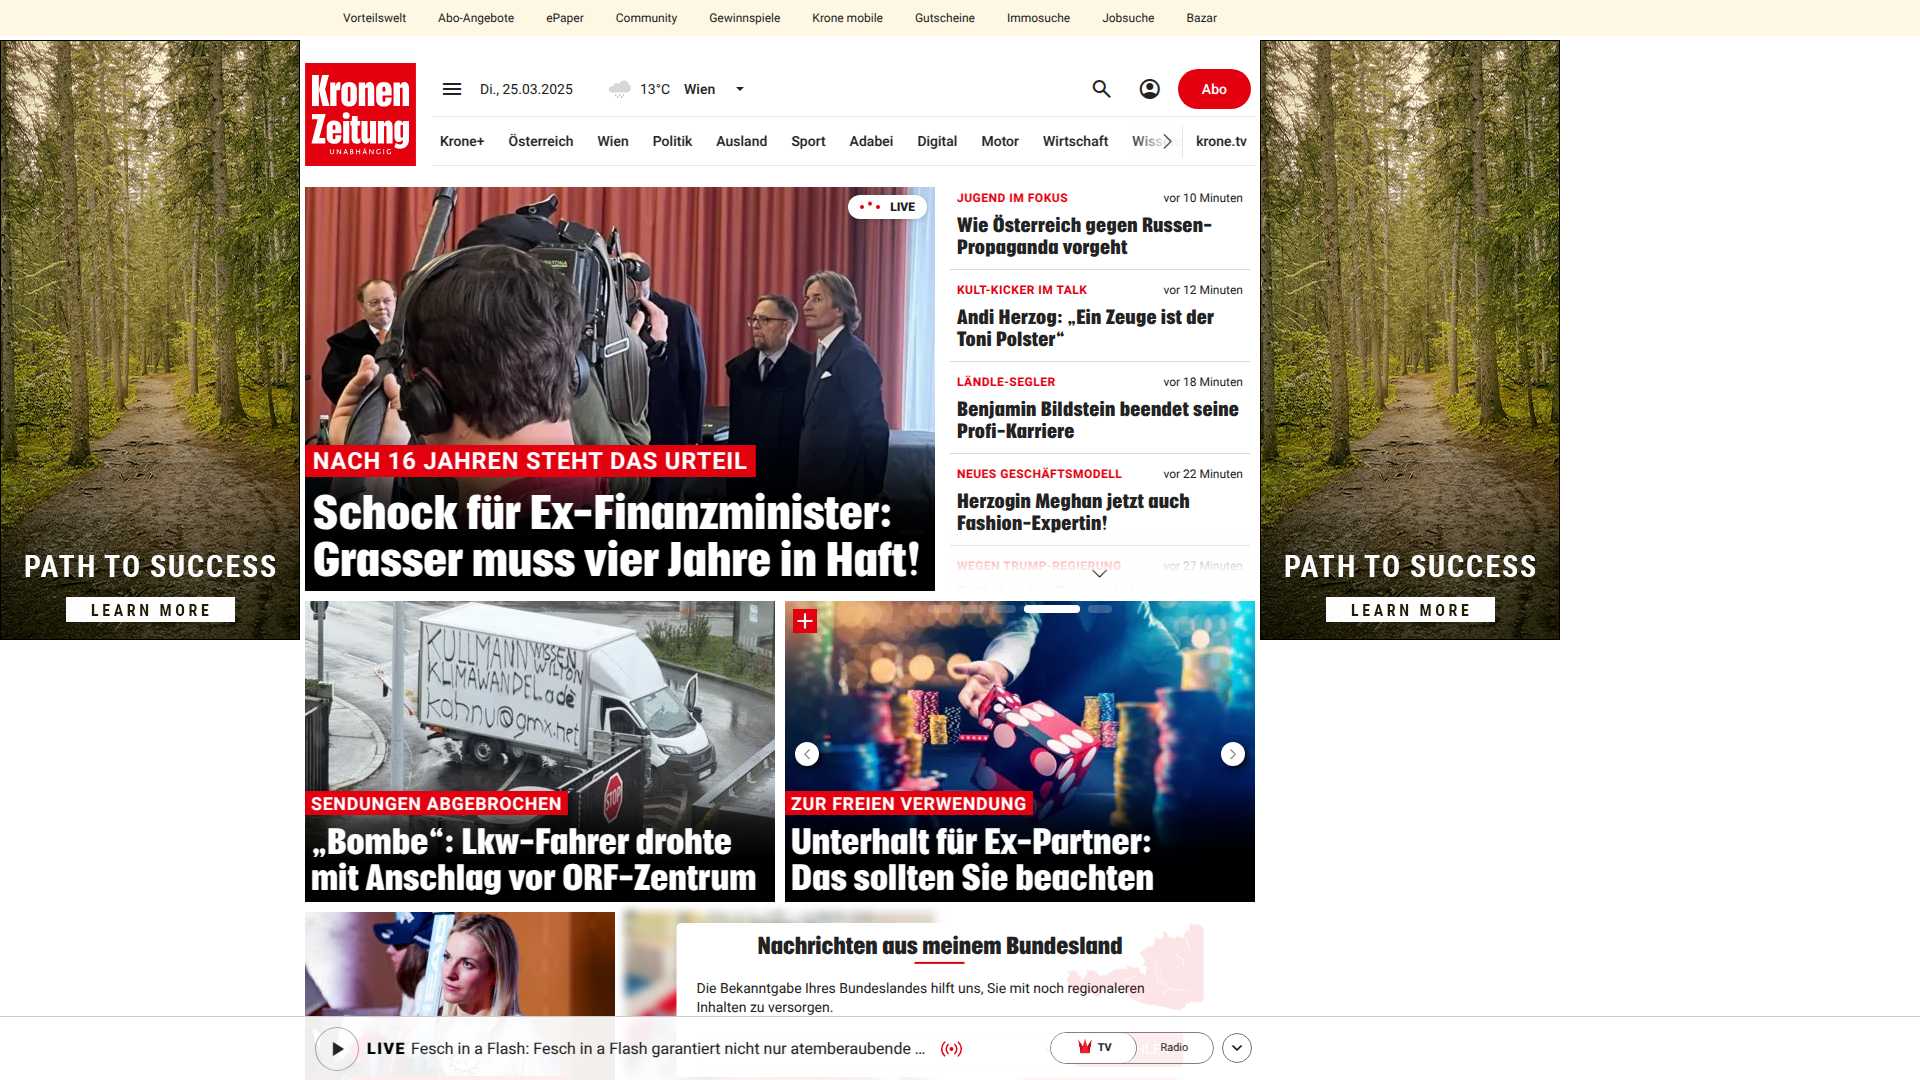 Vorteilswelt Abo-Angebote ePaper Community Gewinnspiele Krone mobile Gutscheine Immosuche Jobsuche Bazar
Kronen
Zeitung
UNABHÄNGIG
Di., 25.03.2025 13°C Wien
Abo
Krone+ Österreich Wien Politik Ausland Sport Adabei Digital Motor Wirtschaft Wiss krone.tv
LIVE
NACH 16 JAHREN STEHT DAS URTEIL
Schock für Ex-Finanzminister:
Grasser muss vier Jahre in Haft!
JUGEND IM FOKUS vor 10 Minuten
Wie Österreich gegen Russen-
Propaganda vorgeht
KULT-KICKER IM TALK vor 12 Minuten
Andi Herzog: „Ein Zeuge ist der
Toni Polster“
LÄNDLE-SEGLER vor 18 Minuten
Benjamin Bildstein beendet seine
Profi-Karriere
NEUES GESCHÄFTSMODELL vor 22 Minuten
Herzogin Meghan jetzt auch
Fashion-Expertin!
WEGEN TRUMP-REGIERUNG vor 27 Minuten
PATH TO SUCCESS
LEARN MORE
PATH TO SUCCESS
LEARN MORE
KULLMANN WISSEN
KLIMAWANDEL ade
kahnu@gmx.net
STOP
SENDUNGEN ABGEBROCHEN
„Bombe“: Lkw-Fahrer drohte
mit Anschlag vor ORF-Zentrum
ZUR FREIEN VERWENDUNG
Unterhalt für Ex-Partner:
Das sollten Sie beachten
Nachrichten aus meinem Bundesland
Die Bekanntgabe Ihres Bundeslandes hilft uns, Sie mit noch regionaleren
Inhalten zu versorgen.
LIVE Fesch in a Flash: Fesch in a Flash garantiert nicht nur atemberaubende ...
TV Radio